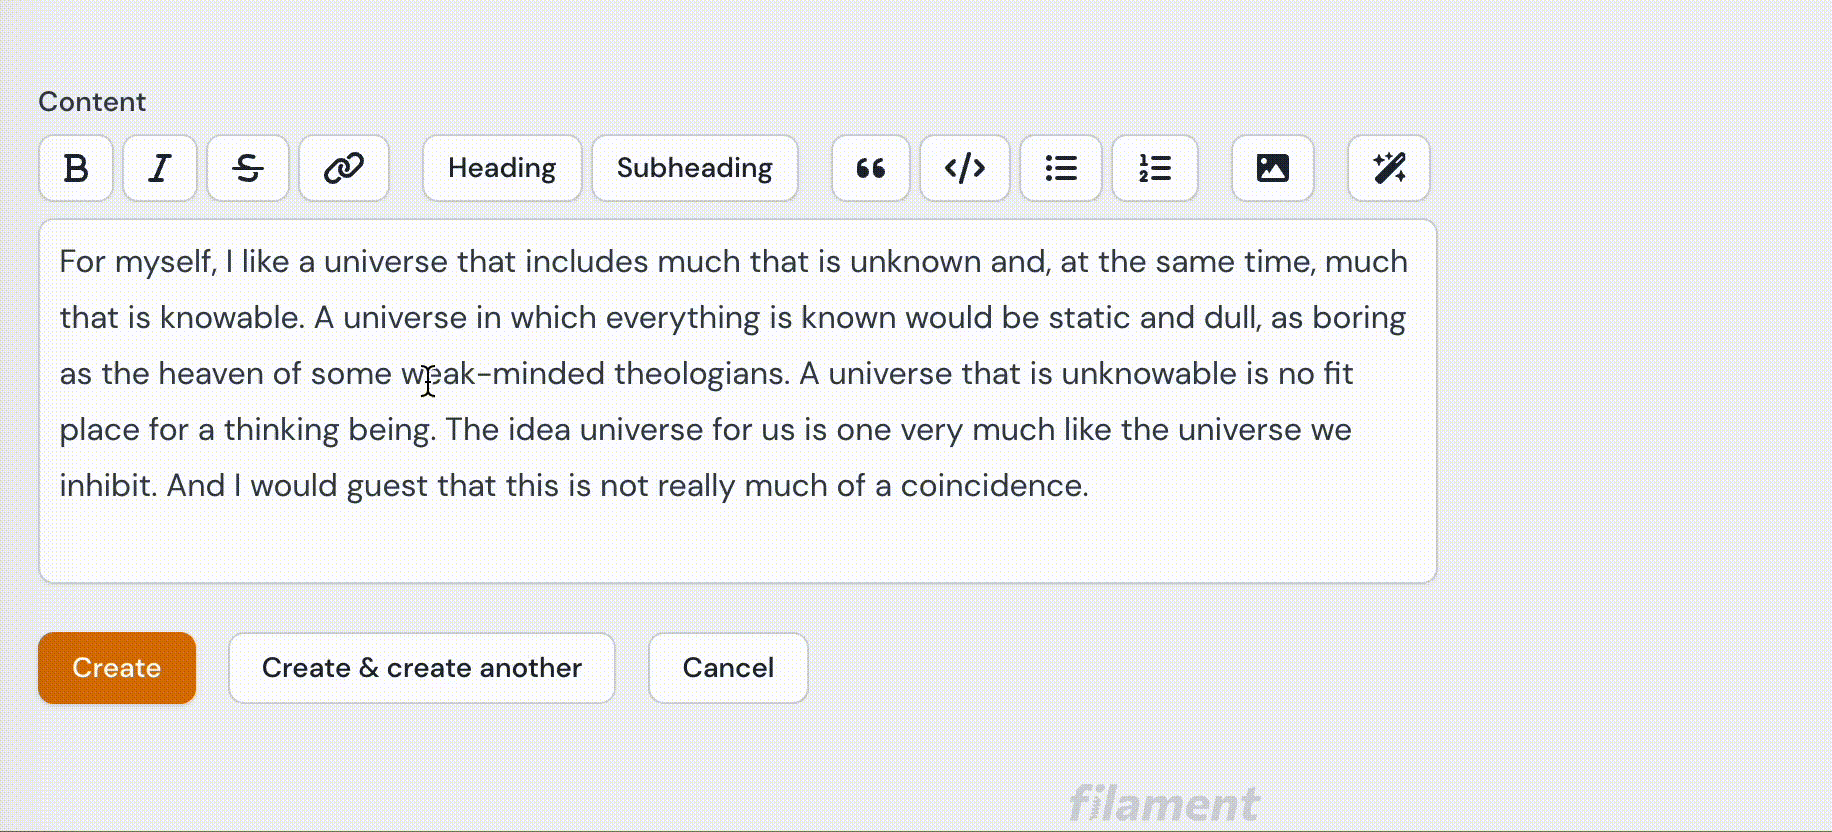 Content
B I S Heading Subheading
For myself, I like a universe that includes much that is unknown and, at the same time, much
that is knowable. A universe in which everything is known would be static and dull, as boring
as the heaven of some weak-minded theologians. A universe that is unknowable is no fit
place for a thinking being. The idea universe for us is one very much like the universe we
inhibit. And I would guest that this is not really much of a coincidence.
Create Create & create another Cancel
filament